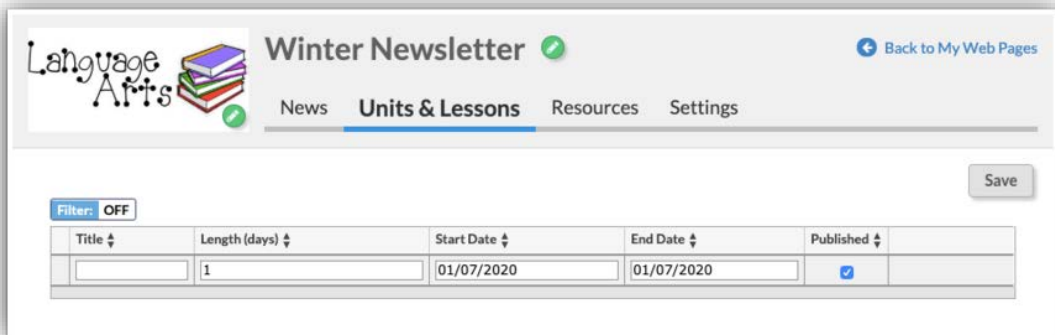 Language
Arts
Winter Newsletter
Back to My Web Pages
News Units & Lessons Resources Settings
Save
Filter: OFF
Title Length (days) Start Date End Date Published
1 01/07/2020 01/07/2020